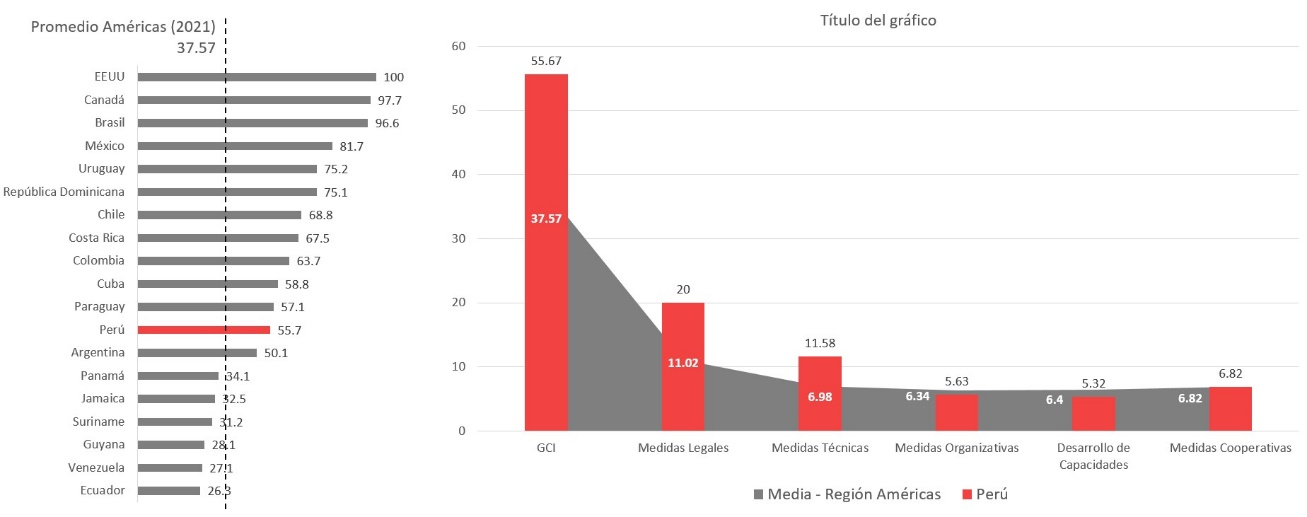 Promedio Américas (2021)
37.57
EEUU 100
Canadá 97.7
Brasil 96.6
México 81.7
Uruguay 75.2
República Dominicana 75.1
Chile 68.8
Costa Rica 67.5
Colombia 63.7
Cuba 58.8
Paraguay 57.1
Perú 55.7
Argentina 50.1
Panamá 34.1
Jamaica 32.5
Suriname 31.2
Guyana 28.1
Venezuela 27.1
Ecuador 26.3
Título del gráfico
60
50
40
30
20
10
0
55.67
37.57
20
11.02
11.58
6.98
5.63
6.34
5.32
6.4
6.82
6.82
GCI
Medidas Legales
Medidas Técnicas
Medidas Organizativas
Desarrollo de
Capacidades
Medidas Cooperativas
Media - Región Américas
Perú